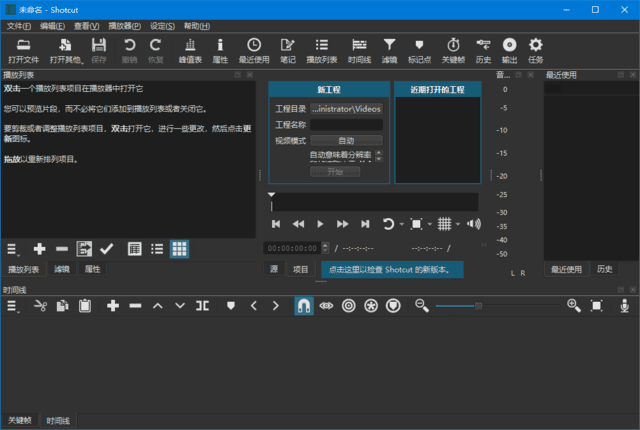 未命名 - Shotcut
文件(F) 编辑(E) 查看(V) 播放器(P) 设定(S) 帮助(H)
打开文件 打开其他.. 保存 撤销 恢复 峰值表 属性 最近使用 笔记 播放列表 时间线 滤镜 标记点 关键帧 历史 输出 任务
播放列表
双击一个播放列表项目在播放器中打开它
您可以预览片段，而不必将它们添加到播放列表或者关闭它。
要剪裁或者调整播放列表项目，双击打开它，进行一些更改，然后点击更
新图标。
拖放以重新排列项目。
播放列表 滤镜 属性
新工程
工程目录 ...inistrator\Videos
工程名称
视频模式 自动
自动意味着分辨率
开始
近期打开的工程
00:00:00:00 / --:--:--:-- --:--:--:-- /
源 项目 点击这里以检查 Shotcut 的新版本。
音...
0
-5
-10
-15
-20
-25
-30
-35
-40
-50
L R
最近使用
最近使用 历史
时间线
关键帧 时间线